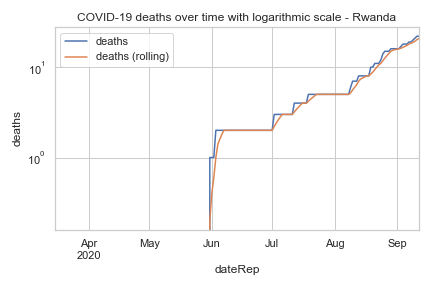 COVID-19 deaths over time with logarithmic scale - Rwanda
deaths
deaths (rolling)
10¹
10⁰
deaths
Apr
2020
May
Jun
Jul
Aug
Sep
dateRep